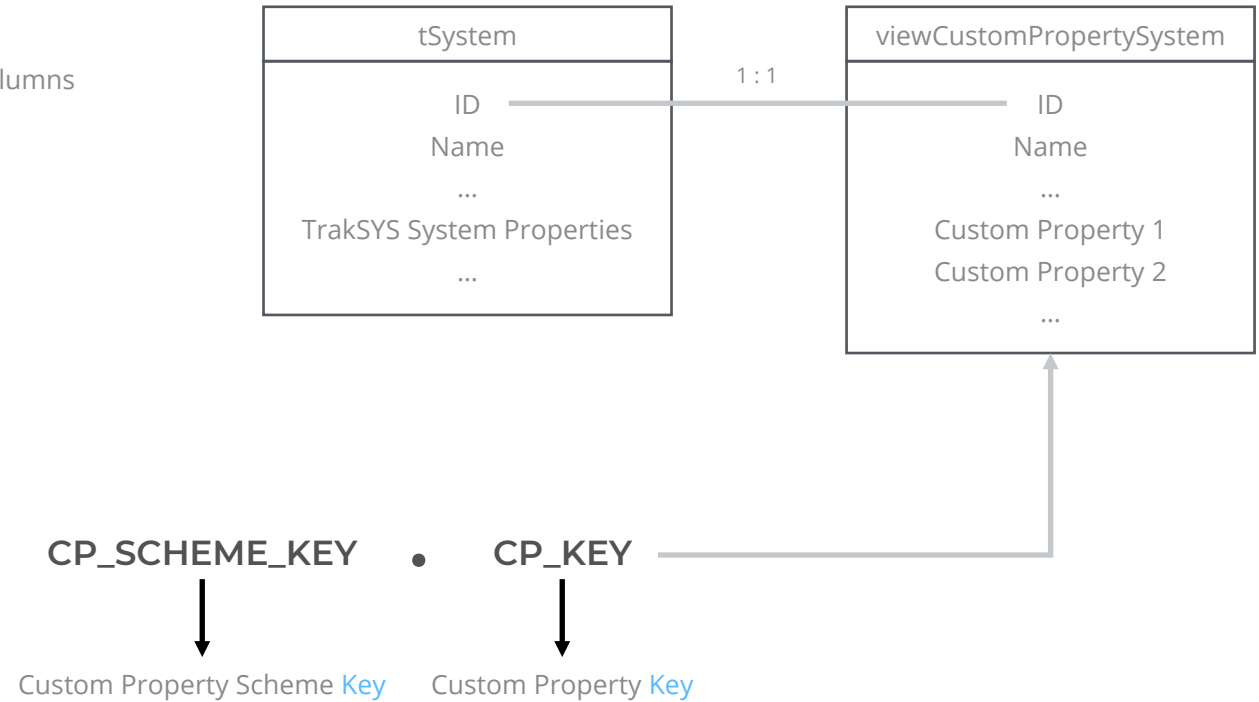 tSystem
viewCustomPropertySystem
lumns
1 : 1
ID
ID
Name
Name
...
...
TrakSYS System Properties
Custom Property 1
...
Custom Property 2
...
CP_SCHEME_KEY . CP_KEY
Custom Property Scheme Key
Custom Property Key